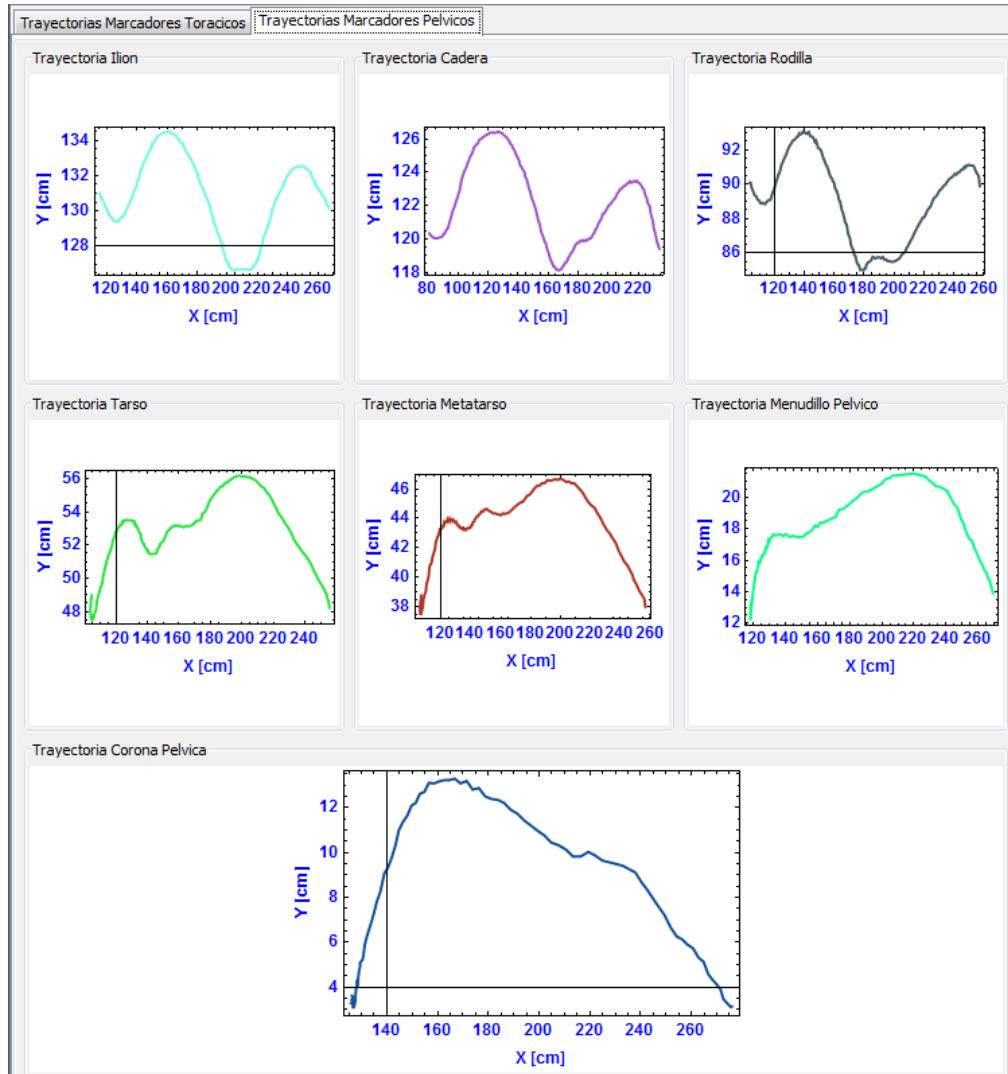 Trayectorias Marcadores Toracicos Trayectorias Marcadores Pelvicos
Trayectoria Ilion Trayectoria Cadera Trayectoria Rodilla
134
132
130
128
Y [cm]
120 140 160 180 200 220 240 260
X [cm]
126
124
122
120
118
Y [cm]
80 100 120 140 160 180 200 220
X [cm]
92
90
88
86
Y [cm]
120 140 160 180 200 220 240 260
X [cm]
Trayectoria Tarso Trayectoria Metatarso Trayectoria Menudillo Pelvico
56
54
52
50
48
Y [cm]
120 140 160 180 200 220 240
X [cm]
46
44
42
40
38
Y [cm]
120 140 160 180 200 220 240 260
X [cm]
20
18
16
14
12
Y [cm]
120 140 160 180 200 220 240 260
X [cm]
Trayectoria Corona Pelvica
12
10
8
6
4
Y [cm]
140 160 180 200 220 240 260
X [cm]